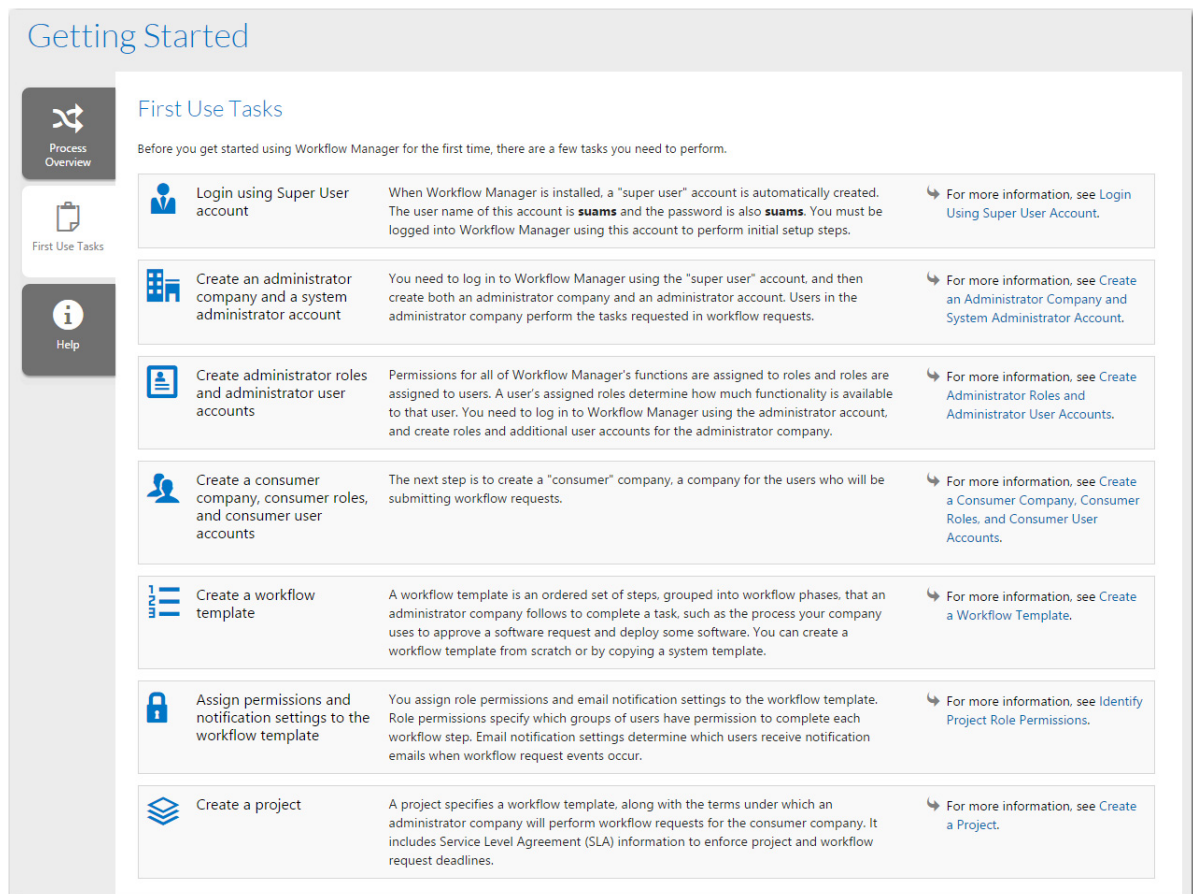 Getting Started
Process
Overview
First Use Tasks
Help
First Use Tasks
Before you get started using Workflow Manager for the first time, there are a few tasks you need to perform.
Login using Super User
account
When Workflow Manager is installed, a "super user" account is automatically created.
The user name of this account is suams and the password is also suams. You must be
logged into Workflow Manager using this account to perform initial setup steps.
For more information, see Login
Using Super User Account.
Create an administrator
company and a system
administrator account
You need to log in to Workflow Manager using the "super user" account, and then
create both an administrator company and an administrator account. Users in the
administrator company perform the tasks requested in workflow requests.
For more information, see Create
an Administrator Company and
System Administrator Account.
Create administrator roles
and administrator user
accounts
Permissions for all of Workflow Manager's functions are assigned to roles and roles are
assigned to users. A user's assigned roles determine how much functionality is available
to that user. You need to log in to Workflow Manager using the administrator account,
and create roles and additional user accounts for the administrator company.
For more information, see Create
Administrator Roles and
Administrator User Accounts.
Create a consumer
company, consumer roles,
and consumer user
accounts
The next step is to create a "consumer" company, a company for the users who will be
submitting workflow requests.
For more information, see Create
a Consumer Company, Consumer
Roles, and Consumer User
Accounts.
1
2
3
Create a workflow
template
A workflow template is an ordered set of steps, grouped into workflow phases, that an
administrator company follows to complete a task, such as the process your company
uses to approve a software request and deploy some software. You can create a
workflow template from scratch or by copying a system template.
For more information, see Create
a Workflow Template.
Assign permissions and
notification settings to the
workflow template
You assign role permissions and email notification settings to the workflow template.
Role permissions specify which groups of users have permission to complete each
workflow step. Email notification settings determine which users receive notification
emails when workflow request events occur.
For more information, see Identify
Project Role Permissions.
Create a project
A project specifies a workflow template, along with the terms under which an
administrator company will perform workflow requests for the consumer company. It
includes Service Level Agreement (SLA) information to enforce project and workflow
request deadlines.
For more information, see Create
a Project.